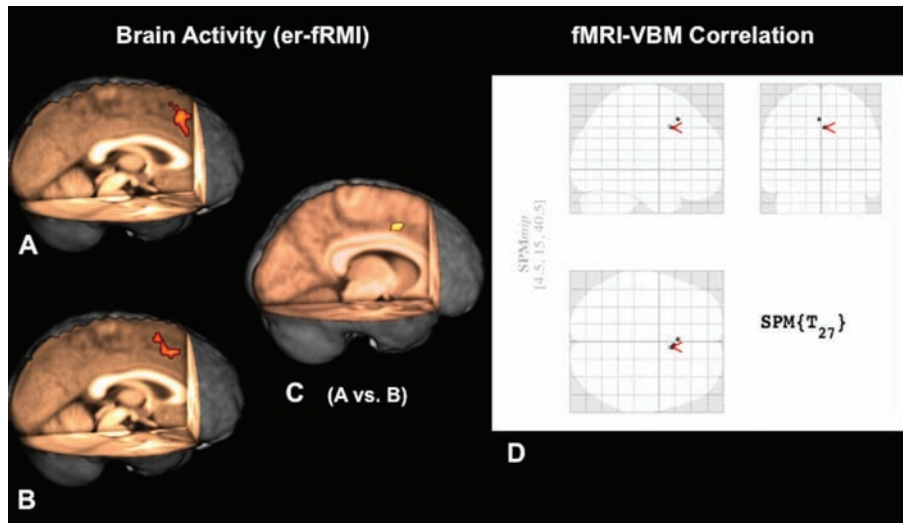 Brain Activity (er-fRMI)
fMRI-VBM Correlation
A
B
C (A vs. B)
SPMmip
[4.5, 15, 40.5]
SPM{T27}
D